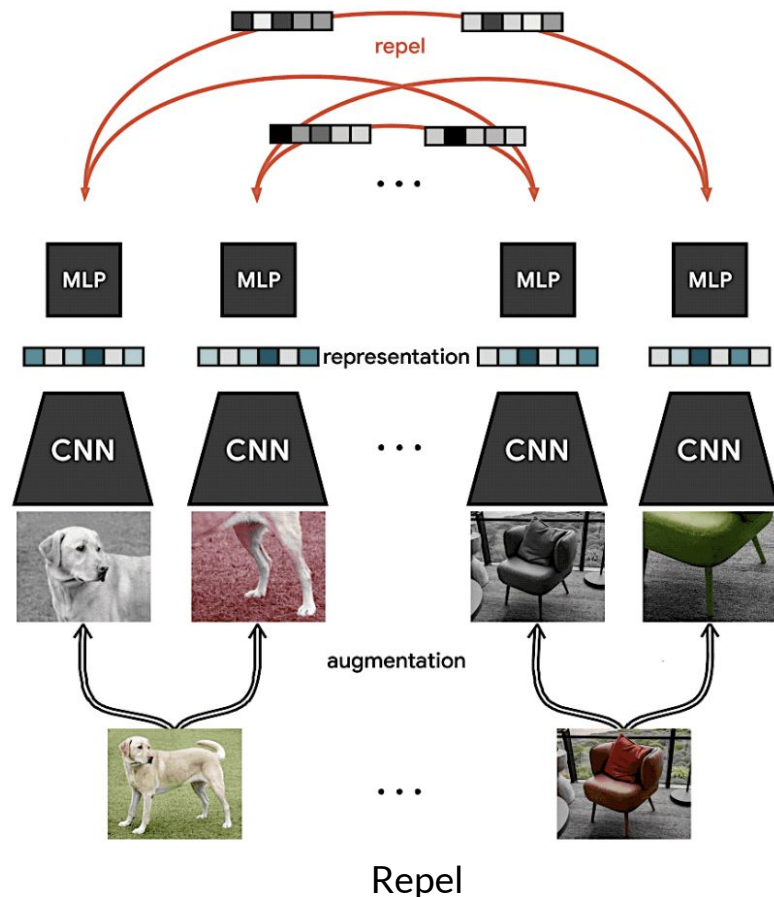 repel
MLP MLP MLP MLP
representation
CNN CNN CNN CNN
augmentation
Repel